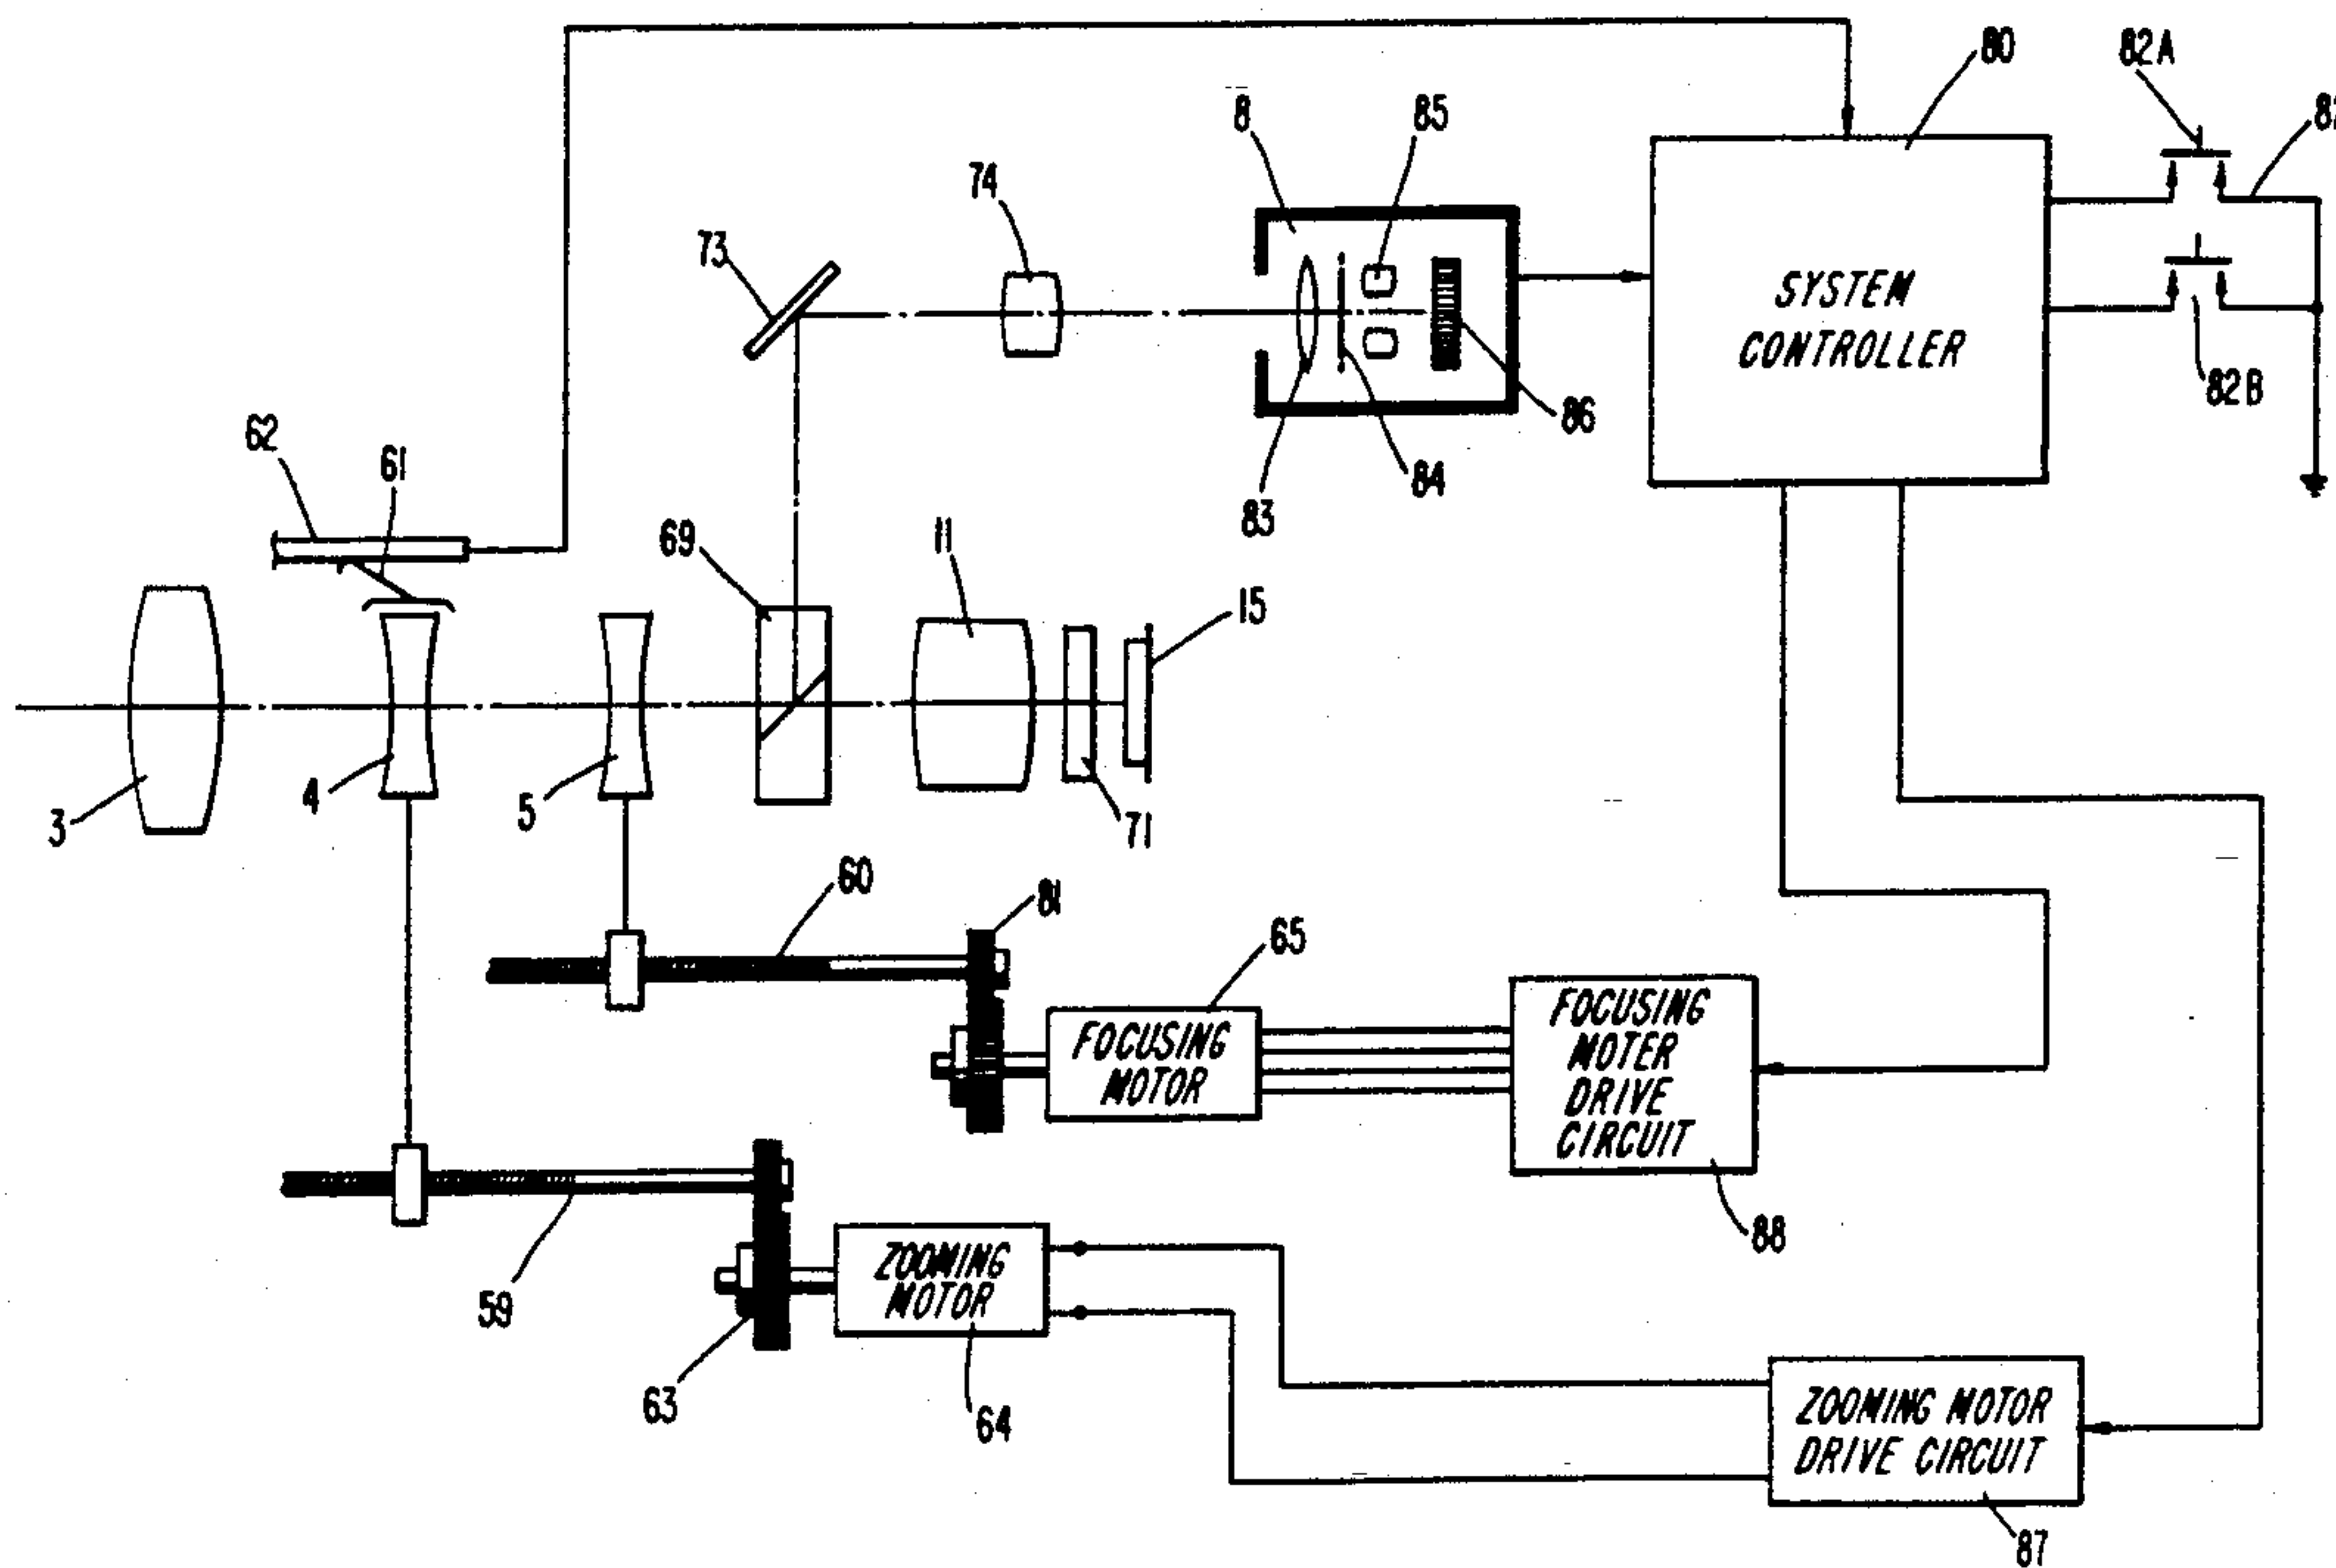 80
82A
8
85
74
73
SYSTEM
CONTROLLER
82B
86
62
61
84
83
69
11
15
3
4
5
71
60
81
65
FOCUSING
MOTOR
FOCUSING
MOTER
DRIVE
CIRCUIT
88
59
ZOOMING
MOTOR
63
64
ZOOMING MOTOR
DRIVE CIRCUIT
87